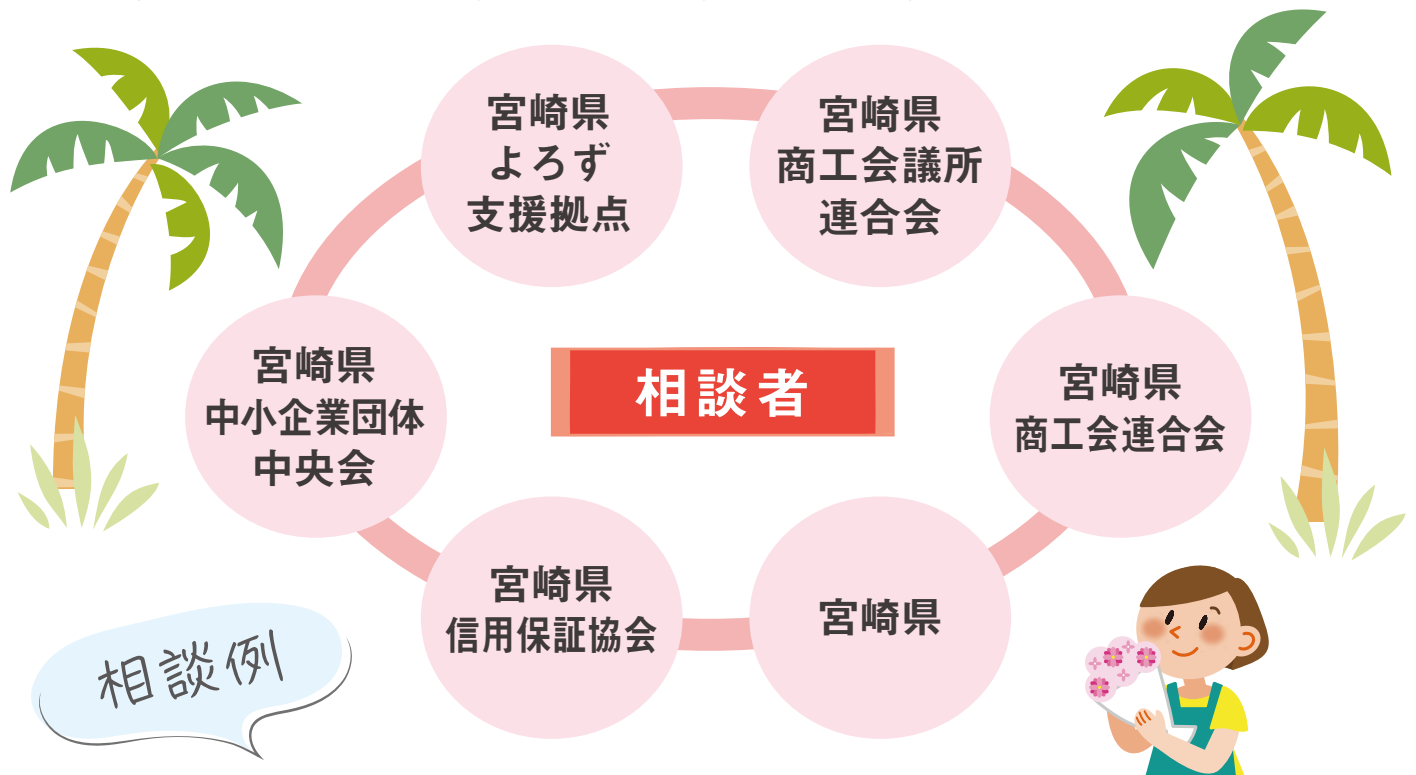 宮崎県
よろず
支援拠点
宮崎県
商工会議所
連合会
宮崎県
中小企業団体
中央会
相談者
宮崎県
商工会連合会
宮崎県
信用保証協会
宮崎県
相談例